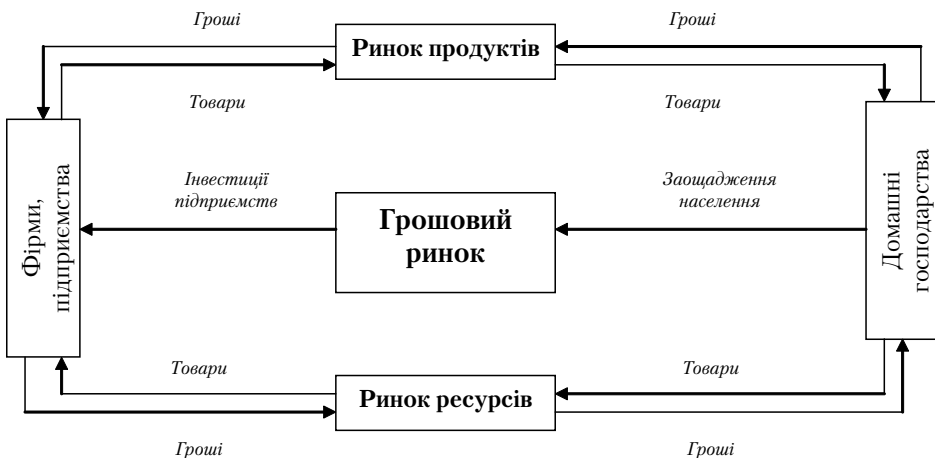 Гроші
Гроші
Ринок продуктів
Товари
Товари
Фірми,
підприємства
Інвестиції
підприємств
Заощадження
населення
Грошовий
ринок
Домашні
господарства
Товари
Товари
Ринок ресурсів
Гроші
Гроші